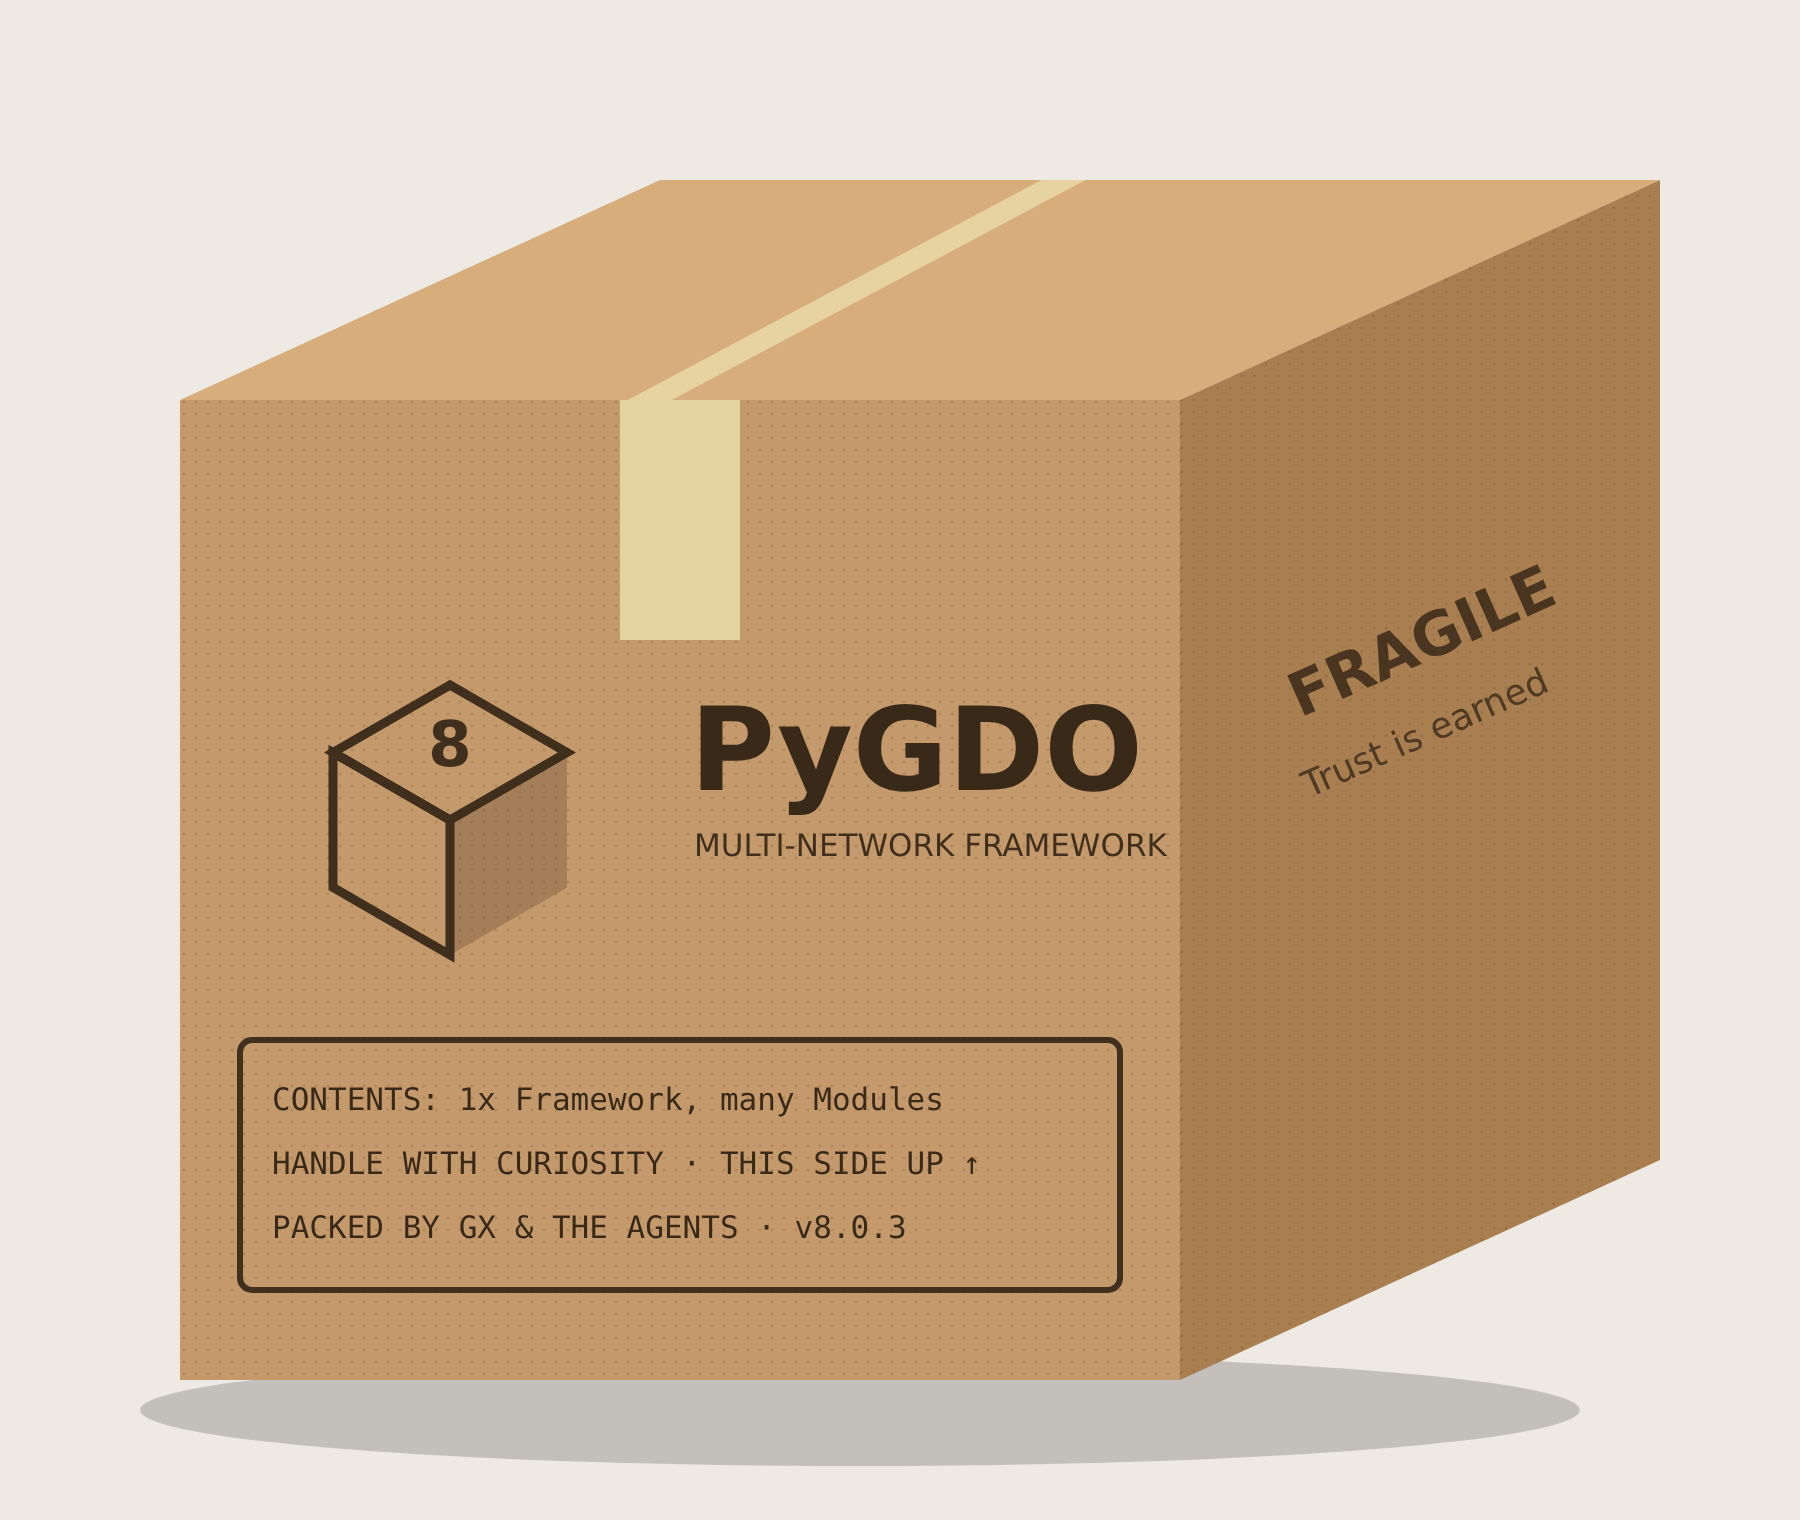 8
PyGDO
MULTI-NETWORK FRAMEWORK
FRAGILE
Trust is earned
CONTENTS: 1x Framework, many Modules
HANDLE WITH CURIOSITY · THIS SIDE UP ↑
PACKED BY GX & THE AGENTS · v8.0.3